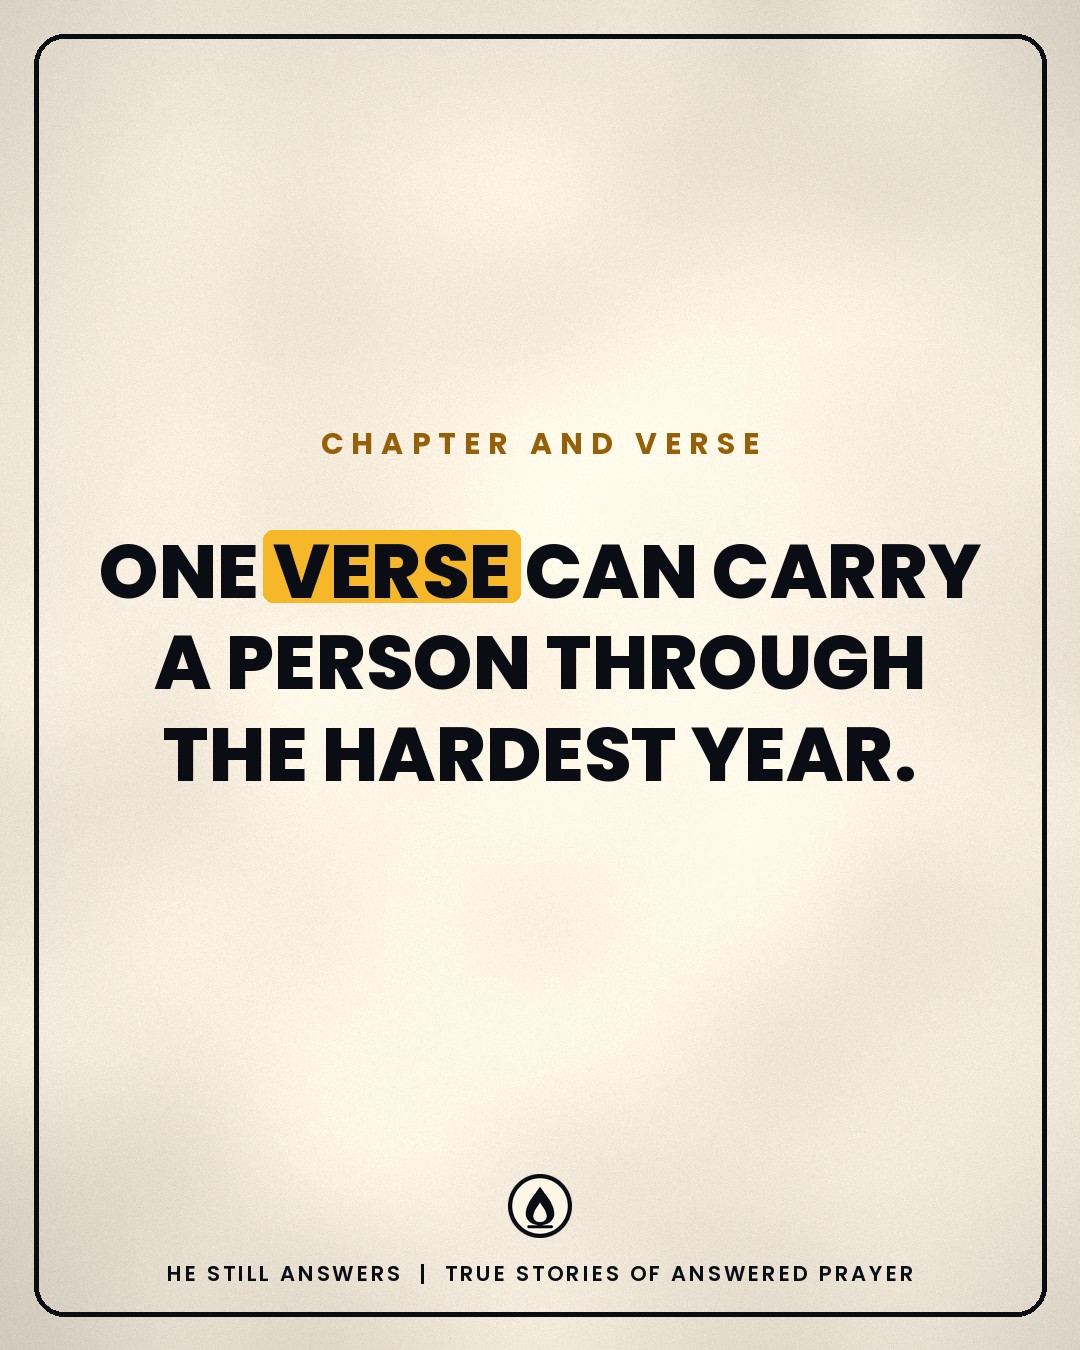 CHAPTER AND VERSE
ONE VERSE CAN CARRY
A PERSON THROUGH
THE HARDEST YEAR.
HE STILL ANSWERS | TRUE STORIES OF ANSWERED PRAYER